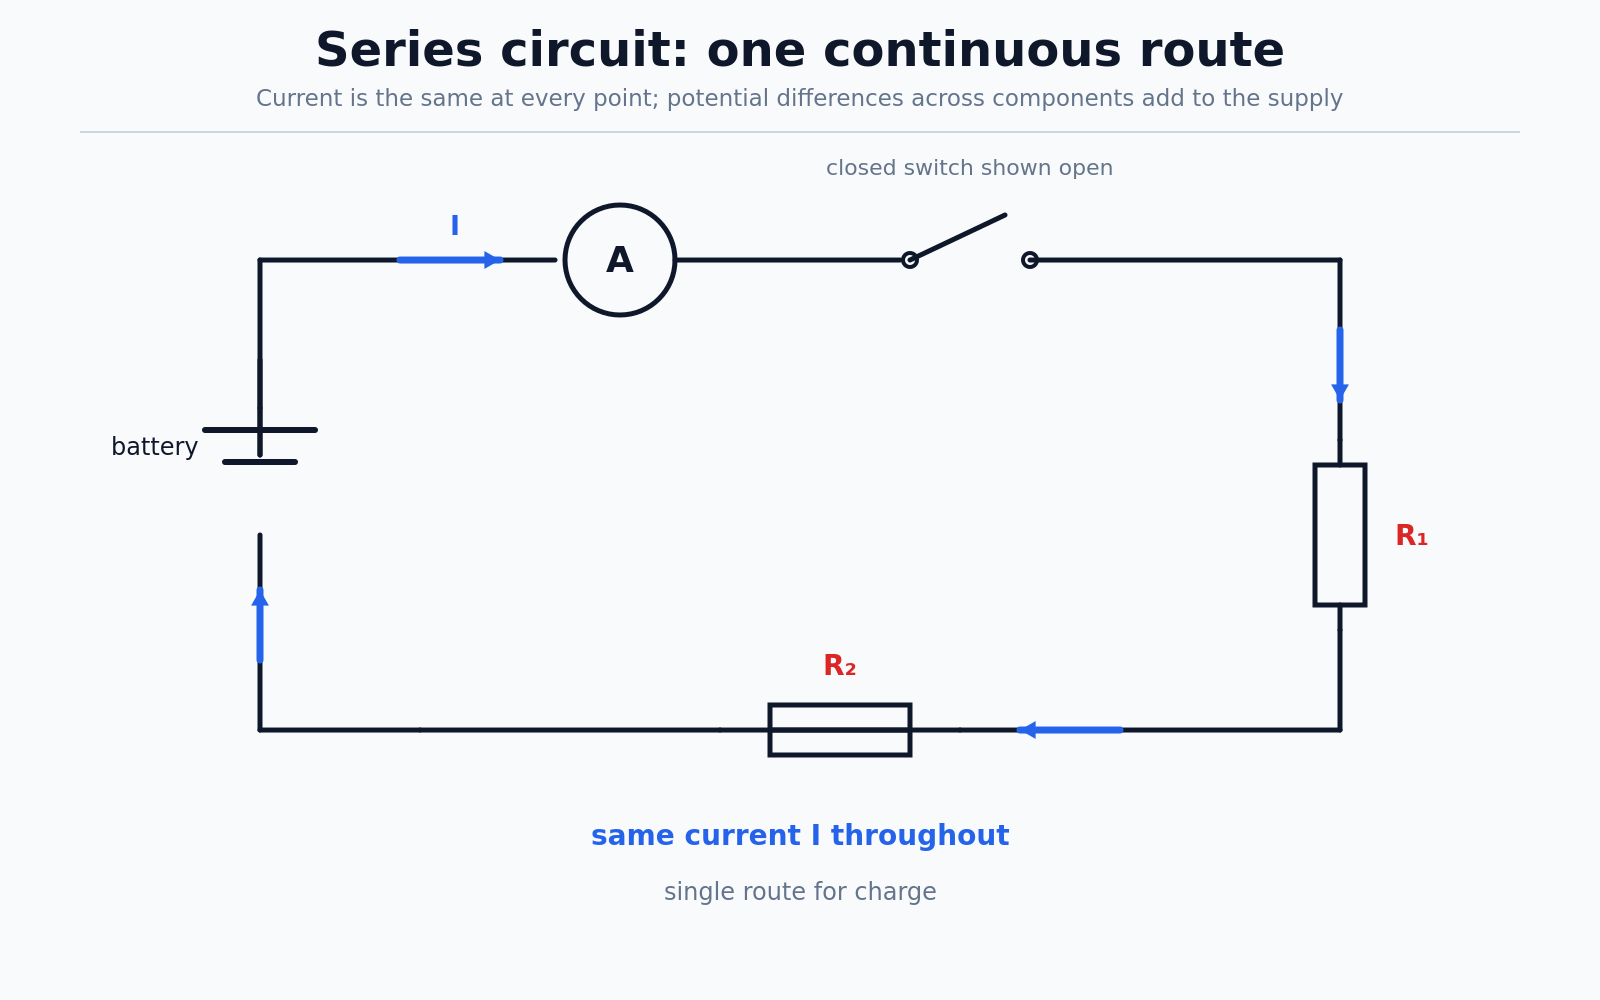 Series circuit: one continuous route
Current is the same at every point; potential differences across components add to the supply
closed switch shown open
I
A
battery
R₁
R₂
same current I throughout
single route for charge